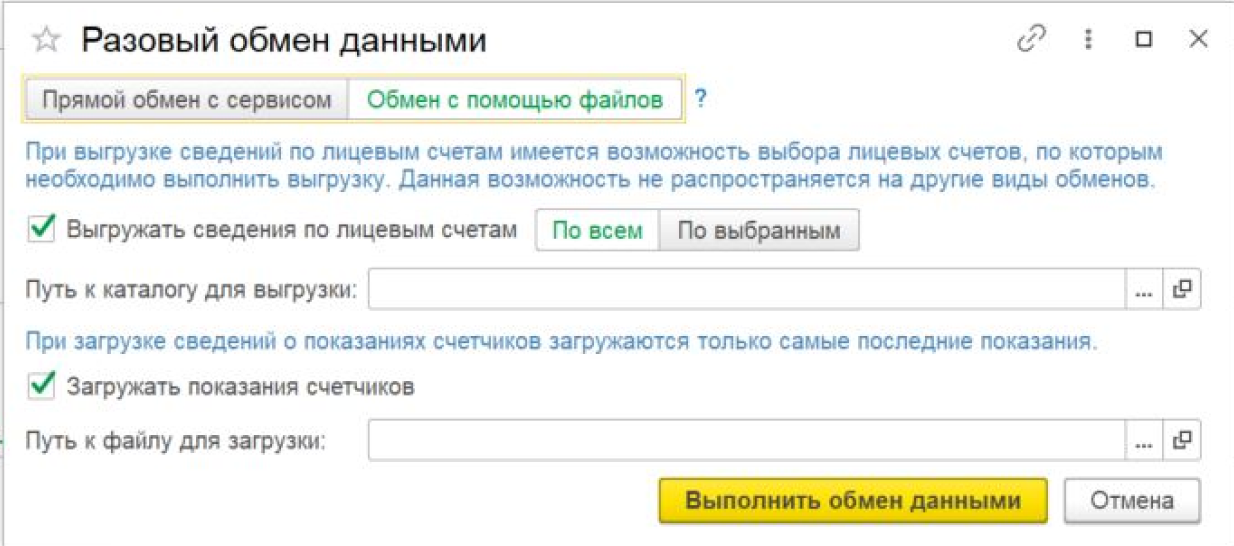 Разовый обмен данными
Прямой обмен с сервисом Обмен с помощью файлов ?
При выгрузке сведений по лицевым счетам имеется возможность выбора лицевых счетов, по которым
необходимо выполнить выгрузку. Данная возможность не распространяется на другие виды обменов.
Выгружать сведения по лицевым счетам По всем По выбранным
Путь к каталогу для выгрузки: ...
При загрузке сведений о показаниях счетчиков загружаются только самые последние показания.
Загружать показания счетчиков
Путь к файлу для загрузки: ...
Выполнить обмен данными Отмена